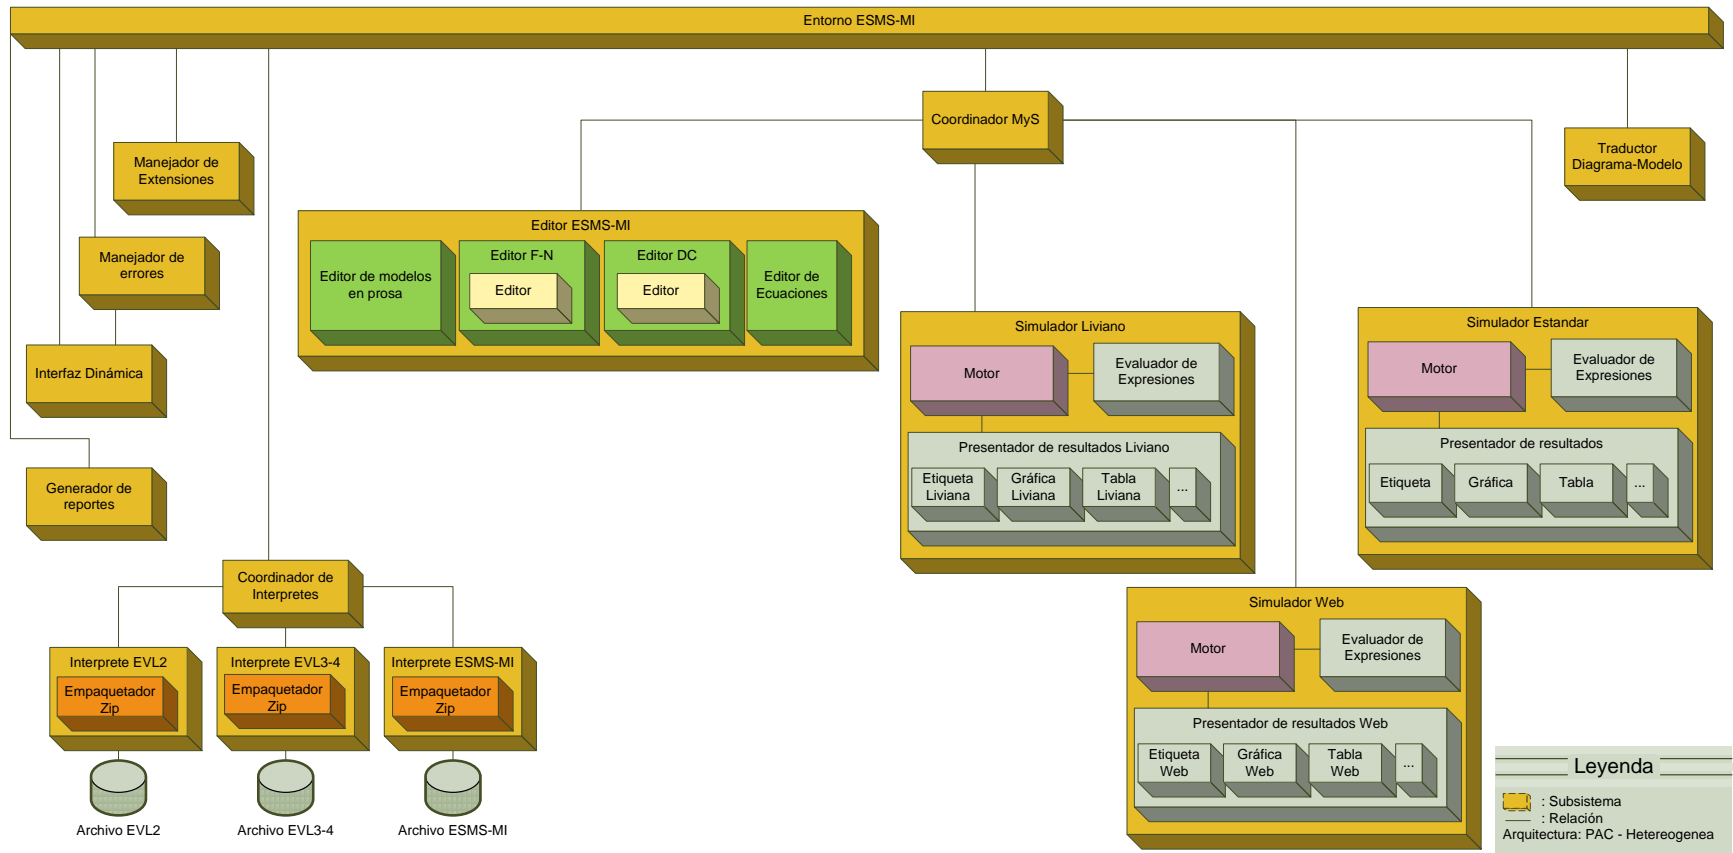 Entorno ESMS-MI
Coordinador MyS
Traductor
Diagrama-Modelo
Manejador de
Extensiones
Manejador de
errores
Interfaz Dinámica
Generador de
reportes
Editor ESMS-MI
Editor de modelos
en prosa
Editor F-N
Editor
Editor DC
Editor
Editor de
Ecuaciones
Simulador Liviano
Motor
Evaluador de
Expresiones
Presentador de resultados Liviano
Etiqueta
Liviana
Gráfica
Liviana
Tabla
Liviana
...
Simulador Estandar
Motor
Evaluador de
Expresiones
Presentador de resultados
Etiqueta
Gráfica
Tabla
...
Coordinador de
Interpretes
Interprete EVL2
Empaquetador
Zip
Interprete EVL3-4
Empaquetador
Zip
Interprete ESMS-MI
Empaquetador
Zip
Archivo EVL2
Archivo EVL3-4
Archivo ESMS-MI
Simulador Web
Motor
Evaluador de
Expresiones
Presentador de resultados Web
Etiqueta
Web
Gráfica
Web
Tabla
Web
...
Leyenda
: Subsistema
: Relación
Arquitectura: PAC - Hetereogenea